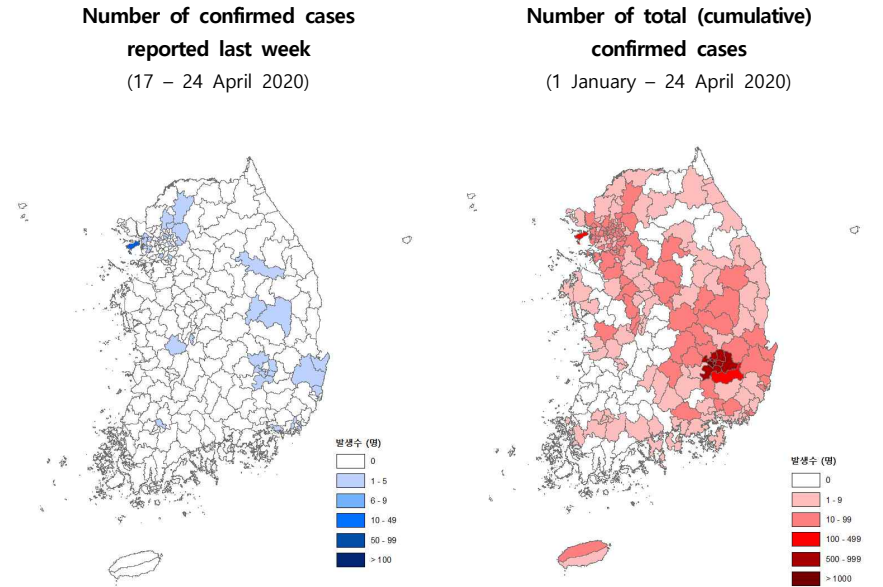 Number of confirmed cases
reported last week
(17 – 24 April 2020)
발생수 (명)
0
1 - 5
6 - 9
10 - 49
50 - 99
> 100
Number of total (cumulative)
confirmed cases
(1 January – 24 April 2020)
발생수 (명)
0
1 - 9
10 - 99
100 - 499
500 - 999
> 1000